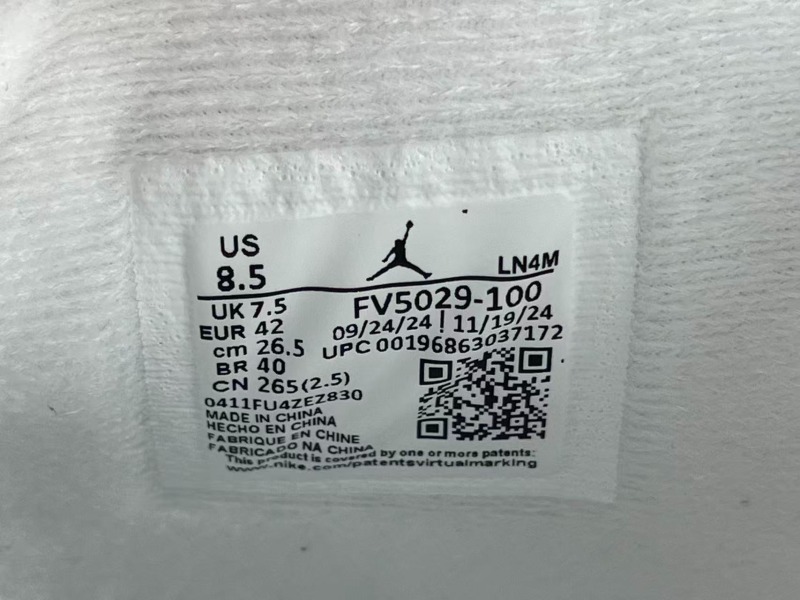 US
8.5
LN4M
UK 7.5
FV5029-100
EUR 42
09/24/24 | 11/19/24
cm 26.5
UPC 00196863037172
BR 40
CN 265(2.5)
0411FU4ZEZ830
MADE IN CHINA
HECHO EN CHINA
FABRIQUE EN CHINE
FABRICADO NA CHINA
This product is covered by one or more patents:
www.nike.com/patentsvirtualmarking